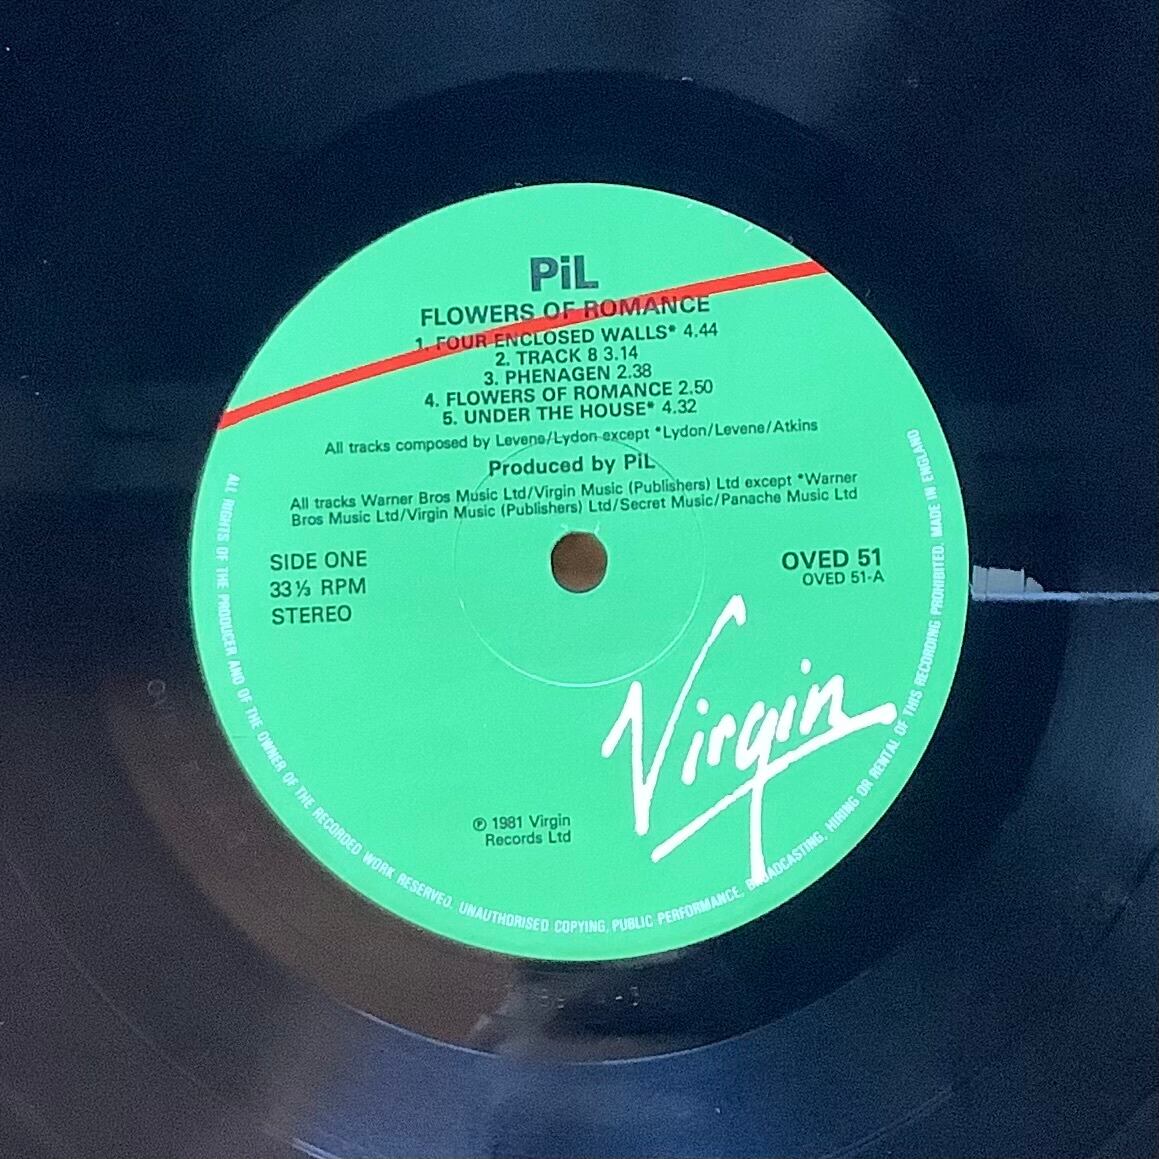 PiL
FLOWERS OF ROMANCE
1. FOUR ENCLOSED WALLS* 4.44
2. TRACK 8 3.14
3. PHENAGEN 2.38
4. FLOWERS OF ROMANCE 2.50
5. UNDER THE HOUSE* 4.32
All tracks composed by Levene/Lydon except *Lydon/Levene/Atkins
Produced by PiL
All tracks Warner Bros Music Ltd/Virgin Music (Publishers) Ltd except *Warner
Bros Music Ltd/Virgin Music (Publishers) Ltd/Secret Music/Panache Music Ltd
SIDE ONE
33⅓ RPM
STEREO
OVED 51
OVED 51-A
Virgin
℗ 1981 Virgin
Records Ltd
ALL RIGHTS OF THE PRODUCER AND OF THE OWNER OF THE RECORDED WORK RESERVED. UNAUTHORISED COPYING, PUBLIC PERFORMANCE, BROADCASTING, HIRING OR RENTAL OF THIS RECORDING PROHIBITED. MADE IN ENGLAND